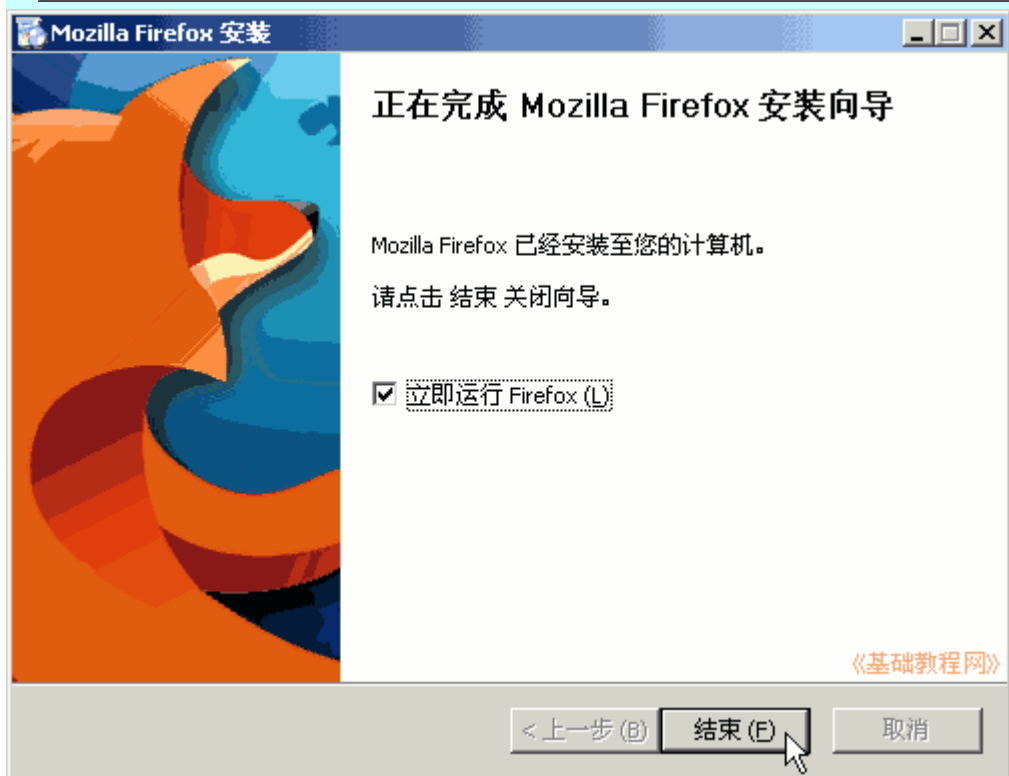 Mozilla Firefox 安装
正在完成 Mozilla Firefox 安装向导
Mozilla Firefox 已经安装至您的计算机。
请点击 结束 关闭向导。
立即运行 Firefox (L)
《基础教程网》
< 上一步 (B)
结束 (F)
取消